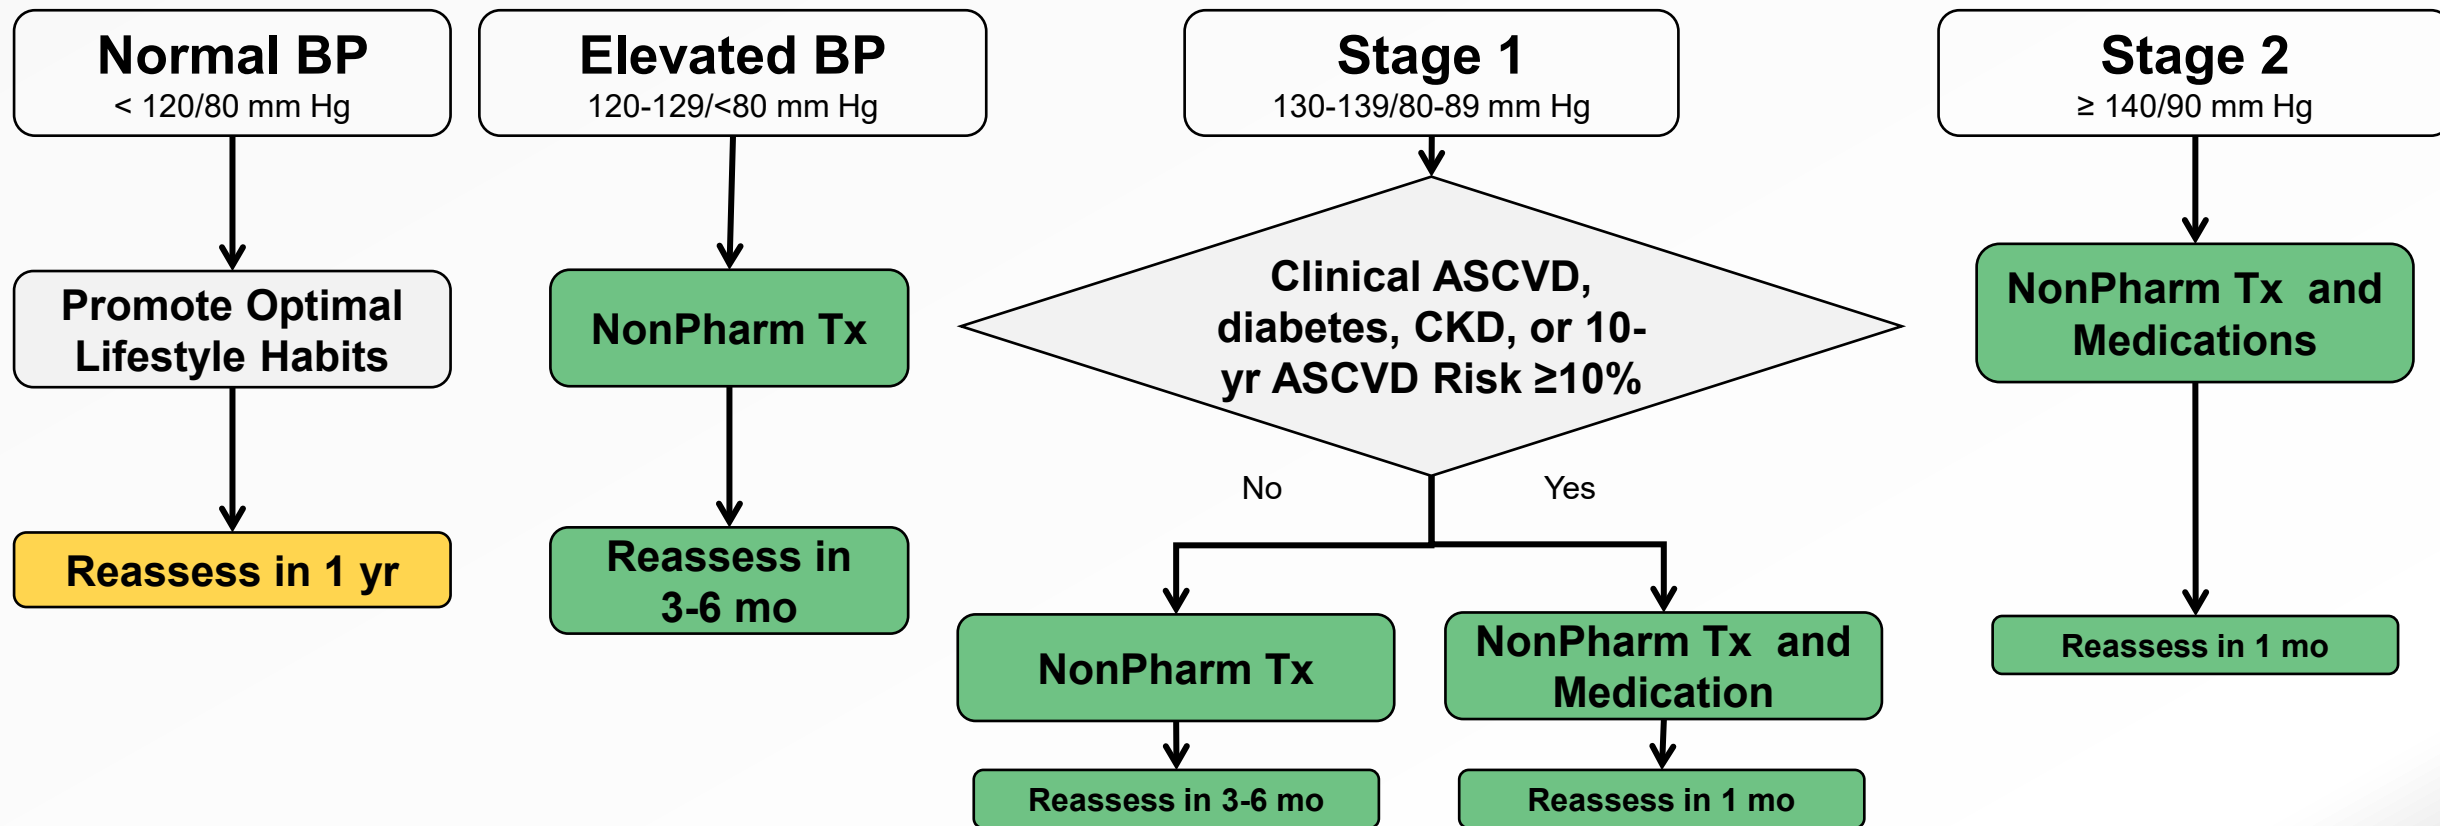 Normal BP
< 120/80 mm Hg
Elevated BP
120-129/<80 mm Hg
Stage 1
130-139/80-89 mm Hg
Stage 2
≥ 140/90 mm Hg
Promote Optimal
Lifestyle Habits
NonPharm Tx
Clinical ASCVD,
diabetes, CKD, or 10-
yr ASCVD Risk ≥10%
NonPharm Tx and
Medications
No
Yes
Reassess in 1 yr
Reassess in
3-6 mo
NonPharm Tx
NonPharm Tx and
Medication
Reassess in 1 mo
Reassess in 3-6 mo
Reassess in 1 mo